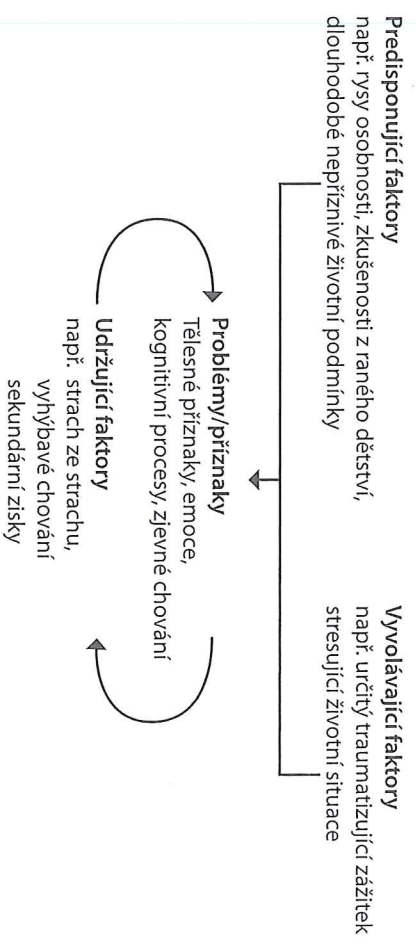 Predisponující faktory
např. rysy osobnosti, zkušenosti z raného dětství,
dlouhodobé nepříznivé životní podmínky
Vyvolávající faktory
např. určitý traumatizující zážitek
stresující životní situace
Problémy/příznaky
Tělesné příznaky, emoce,
kognitivní procesy, zjevné chování
Udržující faktory
např. strach ze strachu,
vyhýbavé chování
sekundární zisky